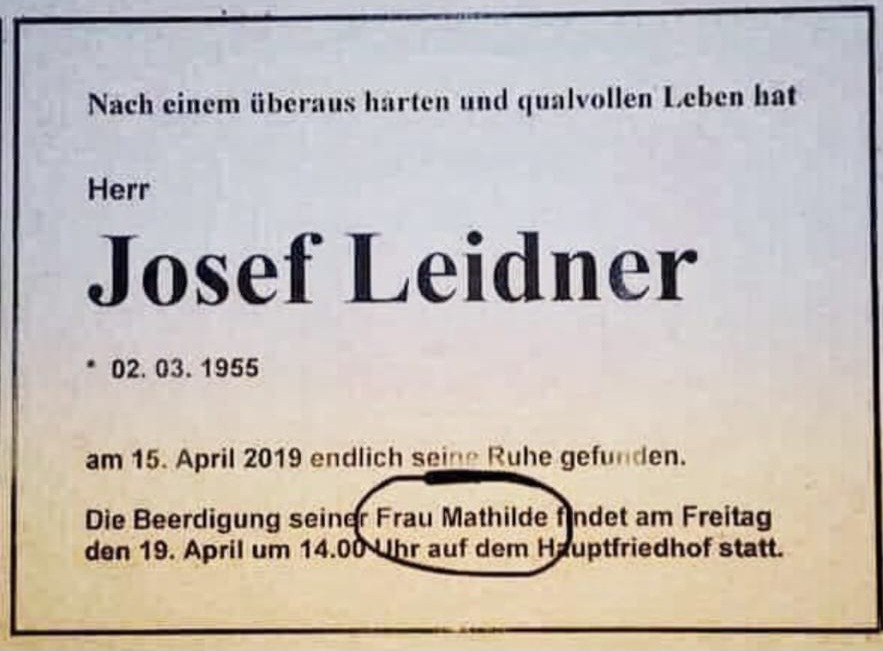 Nach einem überaus harten und qualvollen Leben hat
Herr
Josef Leidner
* 02. 03. 1955
am 15. April 2019 endlich seine Ruhe gefunden.
Die Beerdigung seiner Frau Mathilde findet am Freitag
den 19. April um 14.00 Uhr auf dem Hauptfriedhof statt.